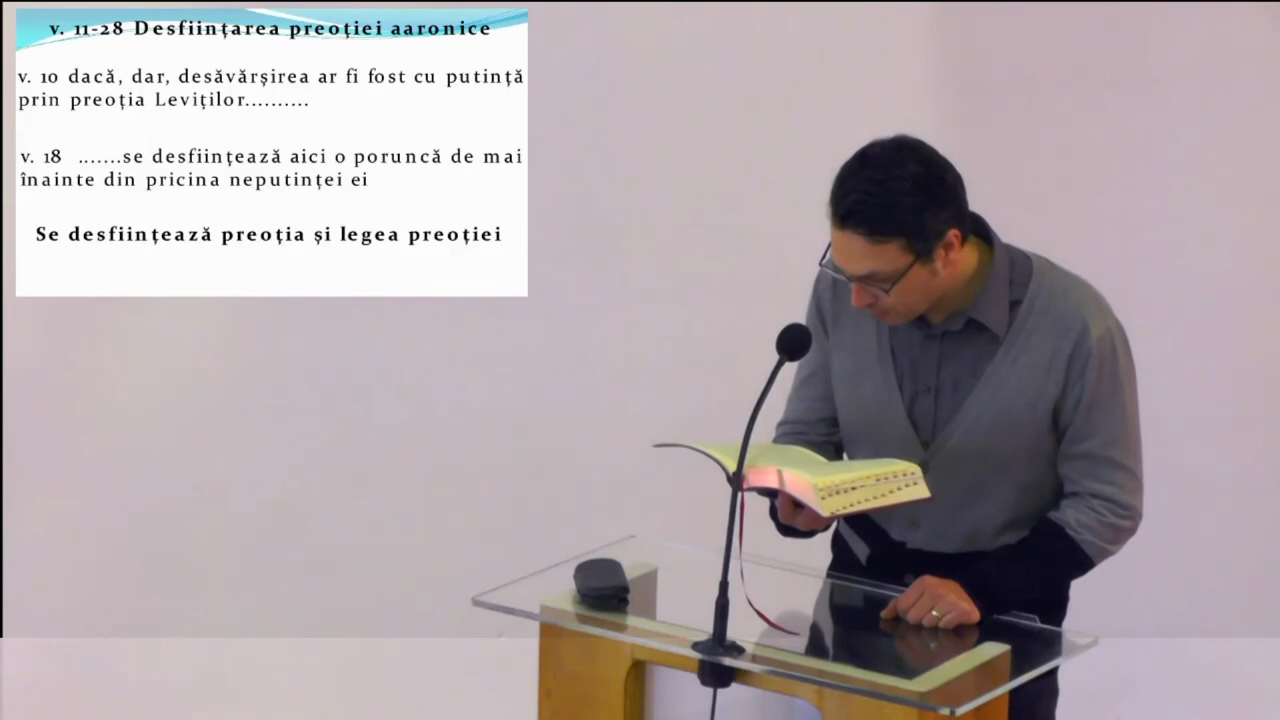 v. 11-28 Desființarea preoției aaronice
v. 10 dacă, dar, desăvârșirea ar fi fost cu putință
prin preoția Leviților..........
v. 18 .......se desființează aici o poruncă de mai
înainte din pricina neputinței ei
Se desființează preoția și legea preoției